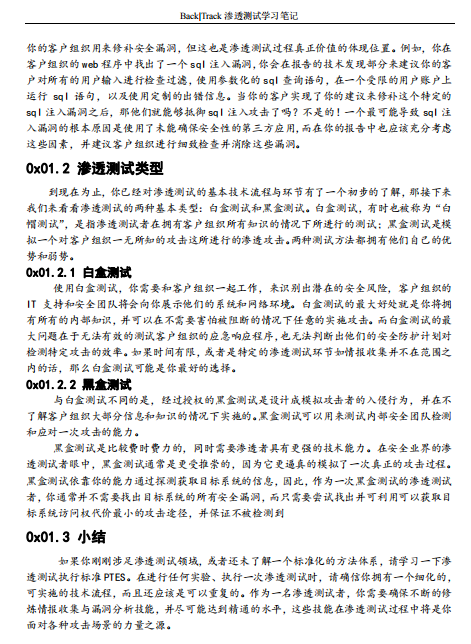 Back|Track 渗透测试学习笔记
你的客户组织用来修补安全漏洞，但这也是渗透测试过程真正价值的体现位置。例如，你在
客户组织的 web 程序中找出了一个 sql 注入漏洞，你会在报告的技术发现部分来建议你的客
户对所有的用户输入进行检查过滤，使用参数化的 sql 查询语句，在一个受限的用户账户上
运行 sql 语句，以及使用定制的出错信息。当你的客户实现了你的建议来修补这个特定的
sql 注入漏洞之后，那他们就能够抵御 sql 注入攻击了吗？不是的！一个最可能导致 sql 注
入漏洞的根本原因是使用了未能确保安全性的第三方应用，而在你的报告中也应该充分考虑
这些因素，并建议客户组织进行细致检查并消除这些漏洞。
0x01.2 渗透测试类型
到现在为止，你已经对渗透测试的基本技术流程与环节有了一个初步的了解，那接下来
我们来看看渗透测试的两种基本类型：白盒测试和黑盒测试。白盒测试，有时也被称为“白
帽测试”，是指渗透测试者在拥有客户组织所有知识的情况下所进行的测试；黑盒测试是模
拟一个对客户组织一无所知的攻击这所进行的渗透攻击。两种测试方法都拥有他们自己的优
势和弱势。
0x01.2.1 白盒测试
使用白盒测试，你需要和客户组织一起工作，来识别出潜在的安全风险，客户组织的
IT 支持和安全团队将会向你展示他们的系统和网络环境。白盒测试的最大好处就是你将拥
有所有的内部知识，并可以在不需要害怕被阻断的情况下任意的实施攻击。而白盒测试的最
大问题在于无法有效的测试客户组织的应急响应程序，也无法判断出他们的安全防护计划对
检测特定攻击的效率。如果时间有限，或者是特定的渗透测试环节如情报收集并不在范围之
内的话，那么白盒测试可能是你最好的选择。
0x01.2.2 黑盒测试
与白盒测试不同的是，经过授权的黑盒测试是设计成模拟攻击者的入侵行为，并在不
了解客户组织大部分信息和知识的情况下实施的。黑盒测试可以用来测试内部安全团队检测
和应对一次攻击的能力。
黑盒测试是比较费时费力的，同时需要渗透者具有更强的技术能力。在安全业界的渗
透测试者眼中，黑盒测试通常是更受推崇的，因为它更逼真的模拟了一次真正的攻击过程。
黑盒测试依靠你的能力通过探测获取目标系统的信息，因此，作为一次黑盒测试的渗透测试
者，你通常并不需要找出目标系统的所有安全漏洞，而只需要尝试找出并可利用可以获取目
标系统访问权代价最小的攻击途径，并保证不被检测到
0x01.3 小结
如果你刚刚涉足渗透测试领域，或者还未了解一个标准化的方法体系，请学习一下渗
透测试执行标准 PTES。在进行任何实验、执行一次渗透测试时，请确信你拥有一个细化的，
可实施的技术流程，而且还应该是可以重复的。作为一名渗透测试者，你需要确保不断的修
炼情报收集与漏洞分析技能，并尽可能达到精通的水平，这些技能在渗透测试过程中将是你
面对各种攻击场景的力量之源。